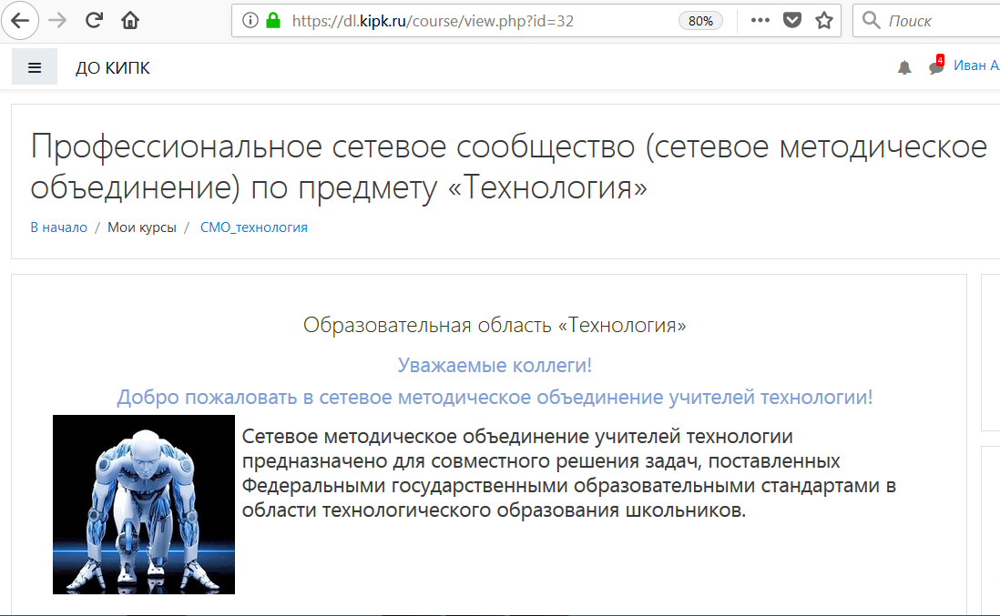 https://dl.kipk.ru/course/view.php?id=32
80%
Поиск
ДО КИПК
4
Иван А
Профессиональное сетевое сообщество (сетевое методическое
объединение) по предмету «Технология»
В начало / Мои курсы / СМО_технология
Образовательная область «Технология»
Уважаемые коллеги!
Добро пожаловать в сетевое методическое объединение учителей технологии!
Сетевое методическое объединение учителей технологии
предназначено для совместного решения задач, поставленных
Федеральными государственными образовательными стандартами в
области технологического образования школьников.